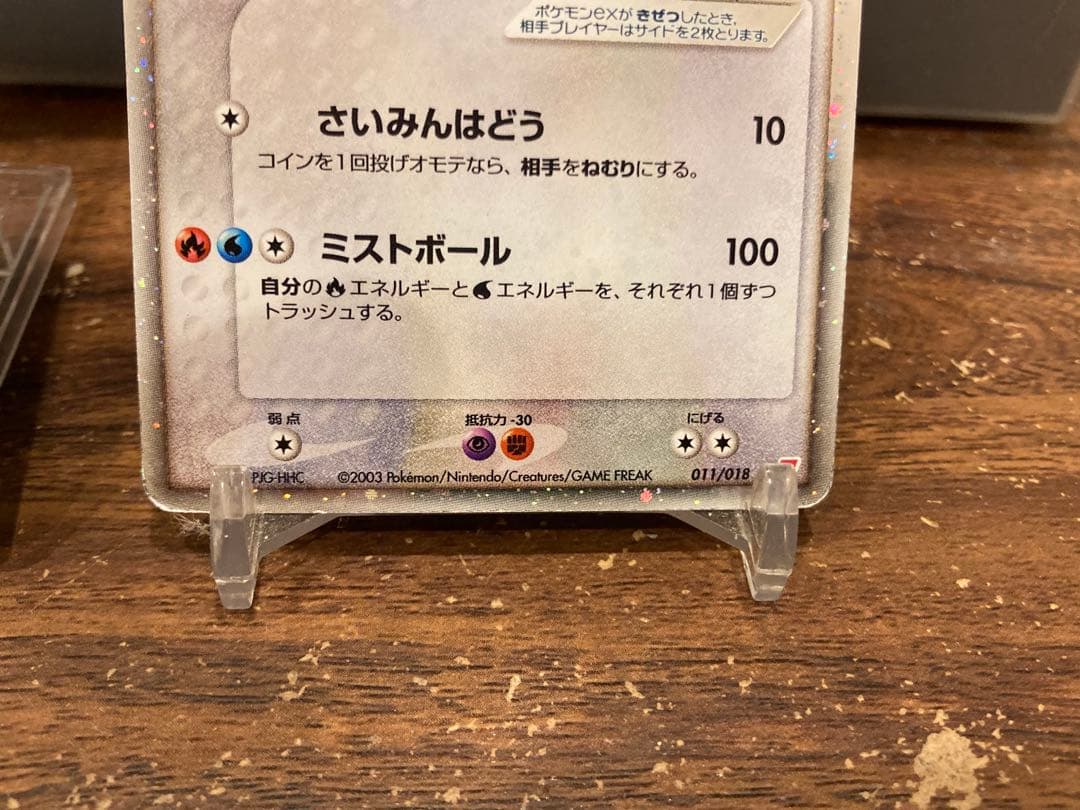 ポケモンexが きぜつしたとき、
相手プレイヤーはサイドを2枚とります。
さいみんはどう 10
コインを1回投げオモテなら、相手をねむりにする。
ミストボール 100
自分のエネルギーとエネルギーを、それぞれ1個ずつ
トラッシュする。
弱点 抵抗力 -30 にげる
PJG-HHC ©2003 Pokémon/Nintendo/Creatures/GAME FREAK 011/018